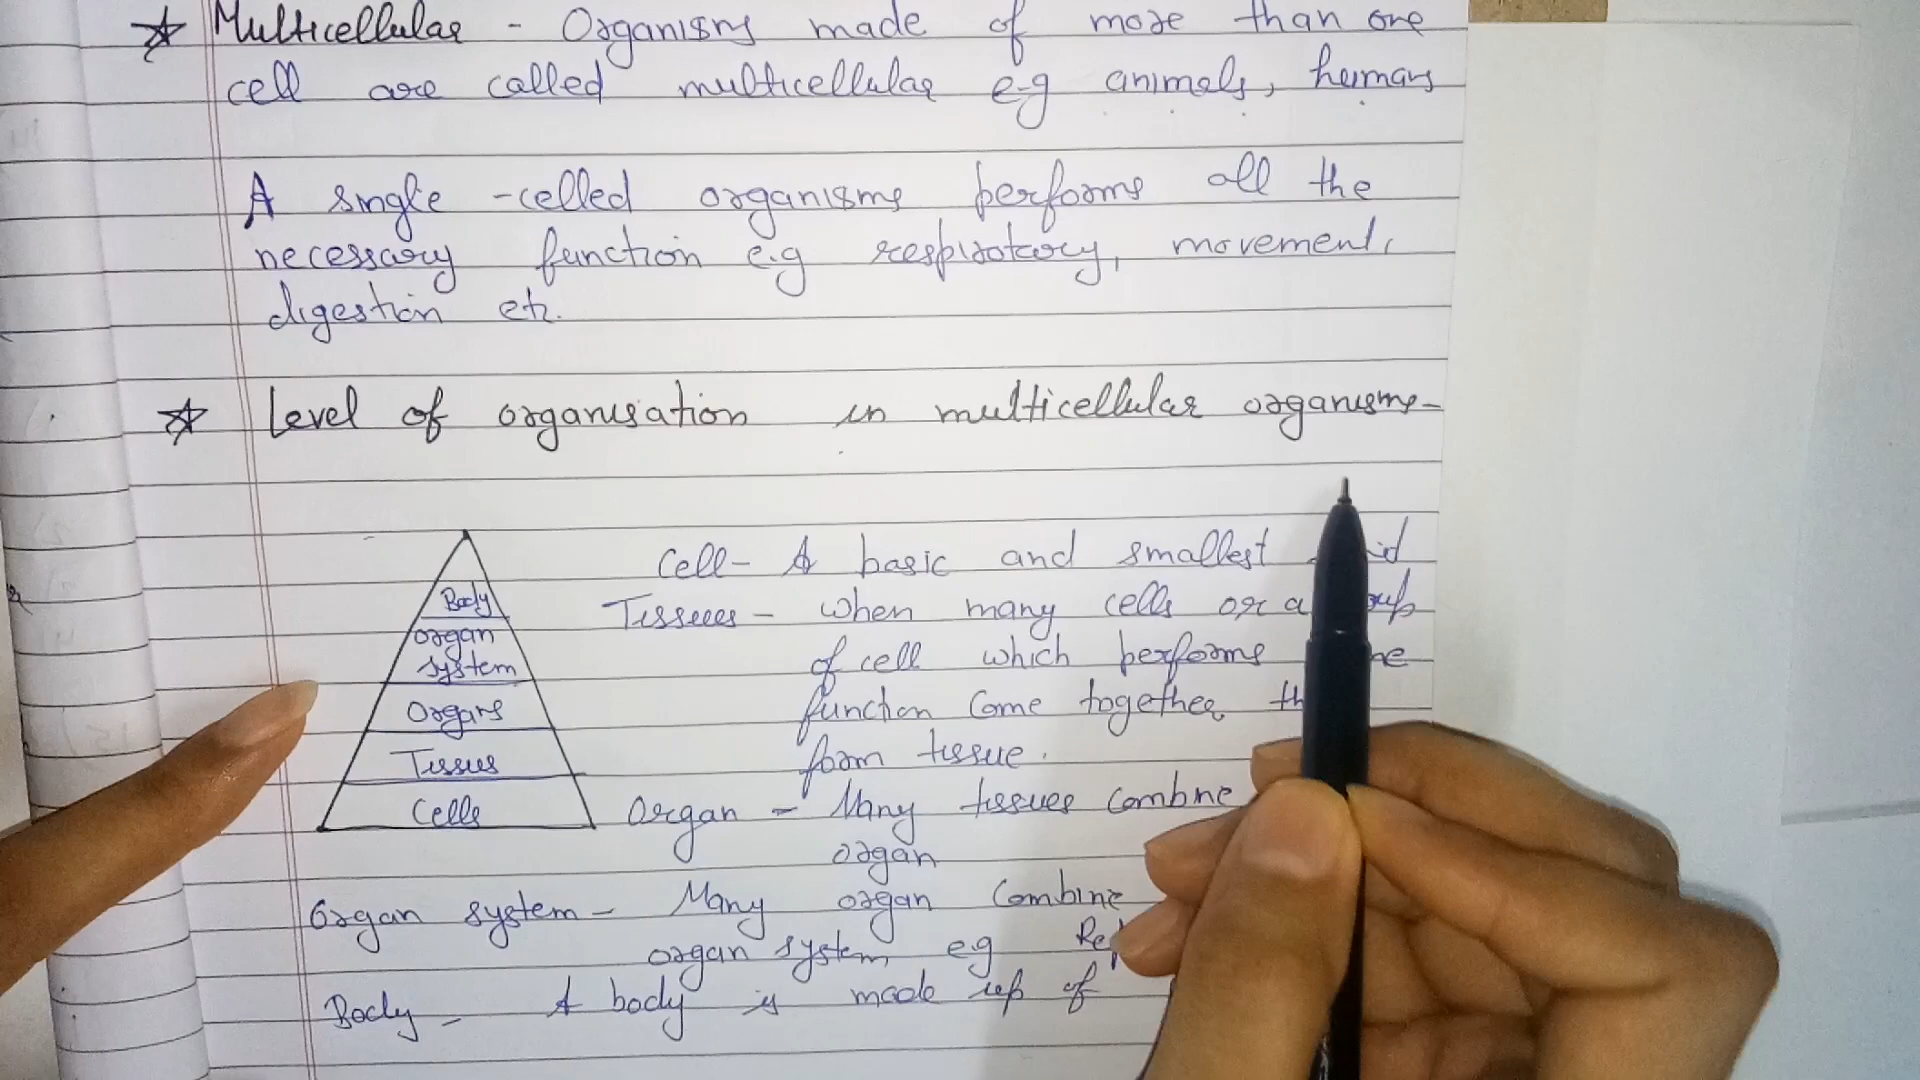 Multicellular - Organisms made of more than one
cell are called multicellular e.g animals, humans
A single -celled organisms performs all the
necessary function e.g respiratory, movement,
digestion etc.
Level of organisation in multicellular organisms-
Body
organ
system
Organs
Tissues
Cells
Cell- A basic and smallest
Tissues - When many cells or a
of cell which performs
function come together
form tissue.
Organ - Many tissues combine
organ
Organ system- Many organ combine
organ system e.g
Body - A body is made up of